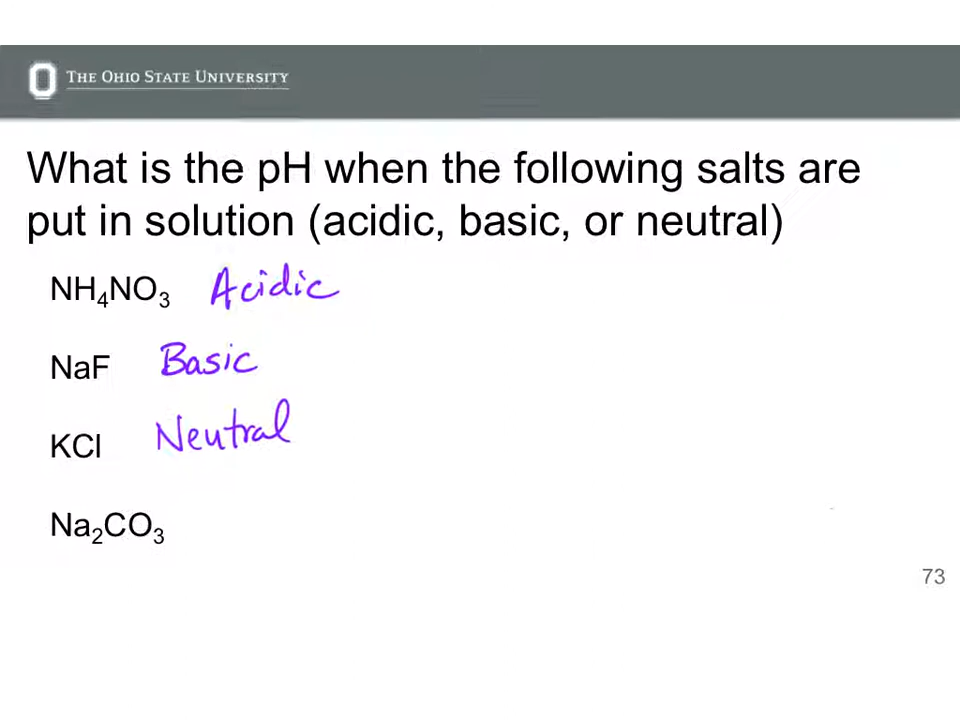 THE OHIO STATE UNIVERSITY
What is the pH when the following salts are
put in solution (acidic, basic, or neutral)
NH₄NO₃ Acidic
NaF Basic
KCl Neutral
Na₂CO₃
73